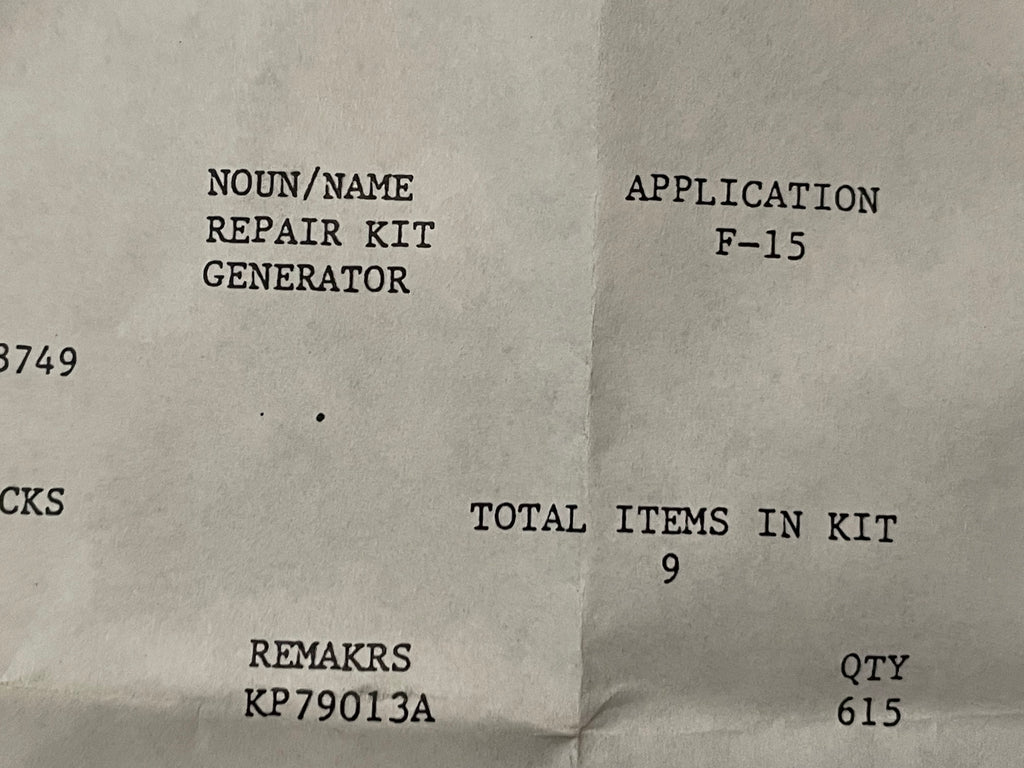 NOUN/NAME APPLICATION
REPAIR KIT F-15
GENERATOR
3749
CKS
TOTAL ITEMS IN KIT
9
REMAKRS QTY
KP79013A 615